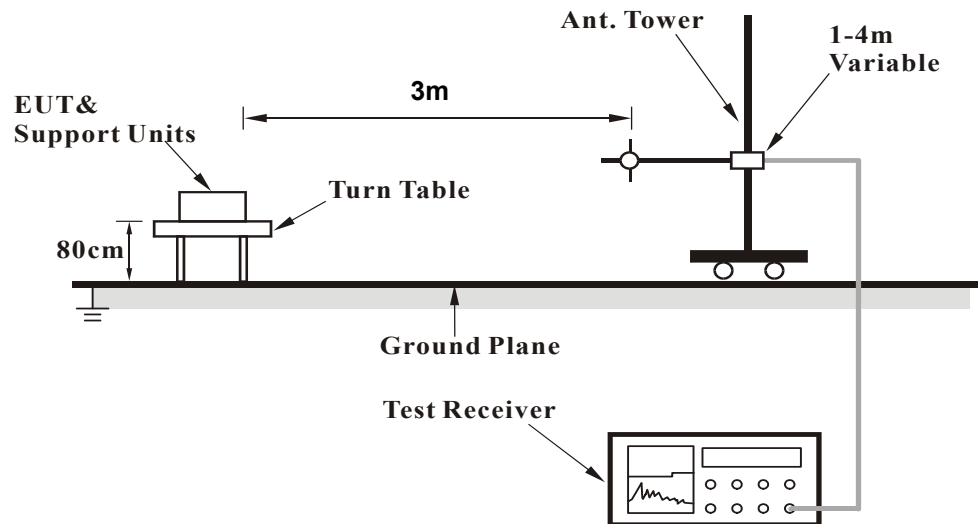 Ant. Tower
1-4m
Variable
3m
EUT&
Support Units
Turn Table
80cm
Ground Plane
Test Receiver